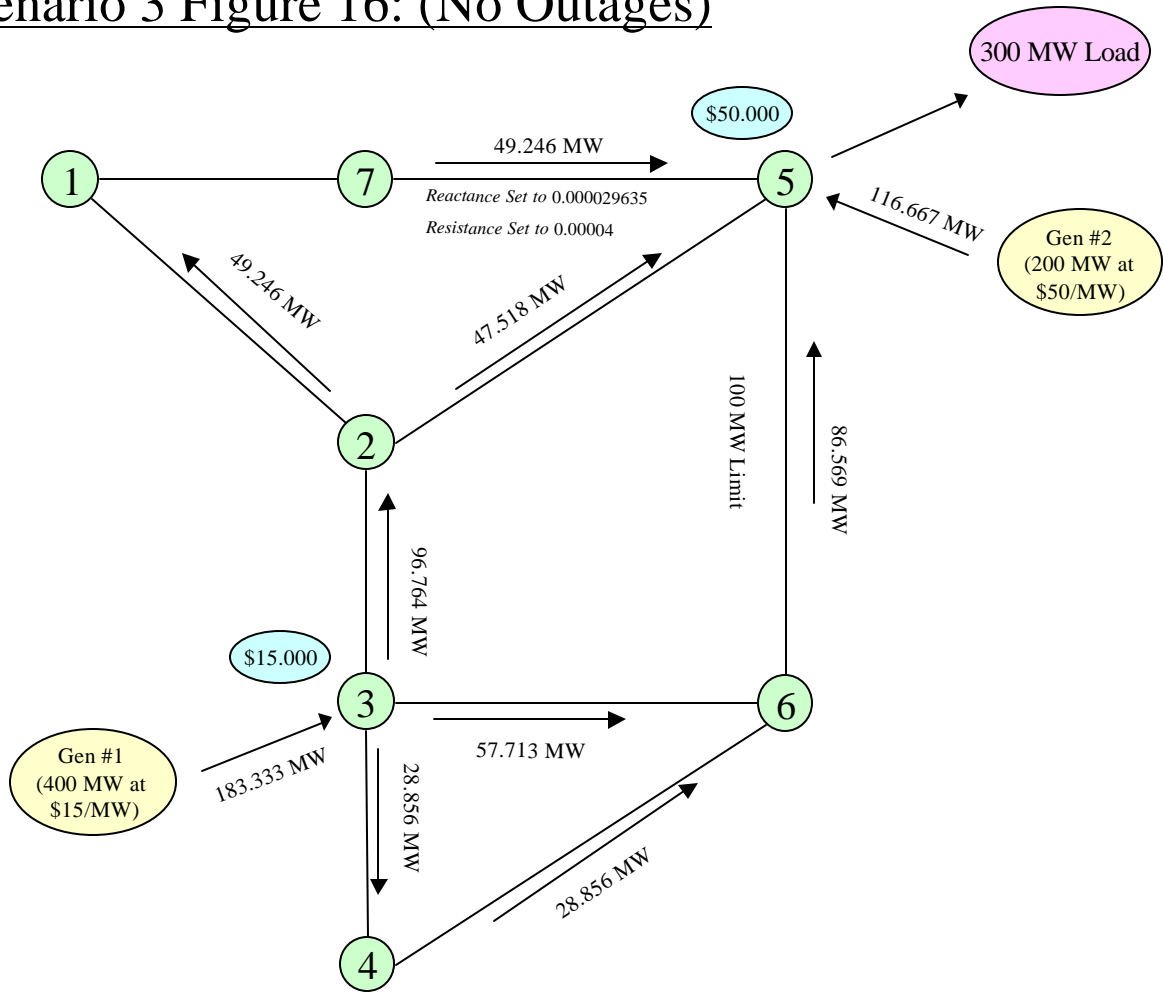 enario 3 Figure 16: (No Outages)
300 MW Load
$50.000
49.246 MW
1
7
5
Reactance Set to 0.000029635
Resistance Set to 0.00004
116.667 MW
Gen #2
(200 MW at
$50/MW)
49.246 MW
47.518 MW
100 MW Limit
86.569 MW
2
96.764 MW
$15.000
3
6
57.713 MW
Gen #1
(400 MW at
$15/MW)
183.333 MW
28.856 MW
28.856 MW
4